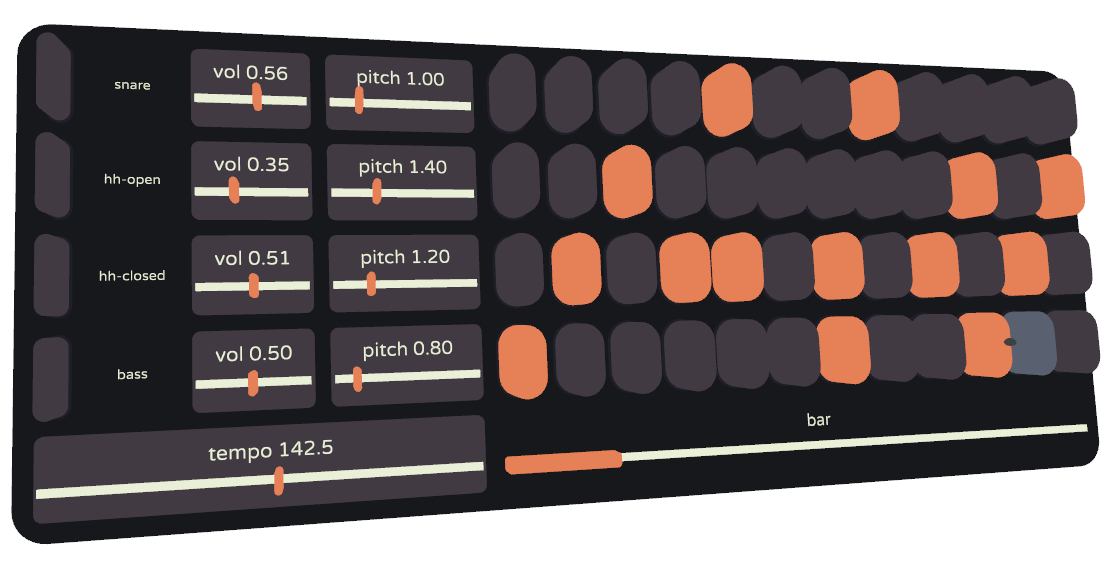 snare
vol 0.56
pitch 1.00
hh-open
vol 0.35
pitch 1.40
hh-closed
vol 0.51
pitch 1.20
bass
vol 0.50
pitch 0.80
tempo 142.5
bar